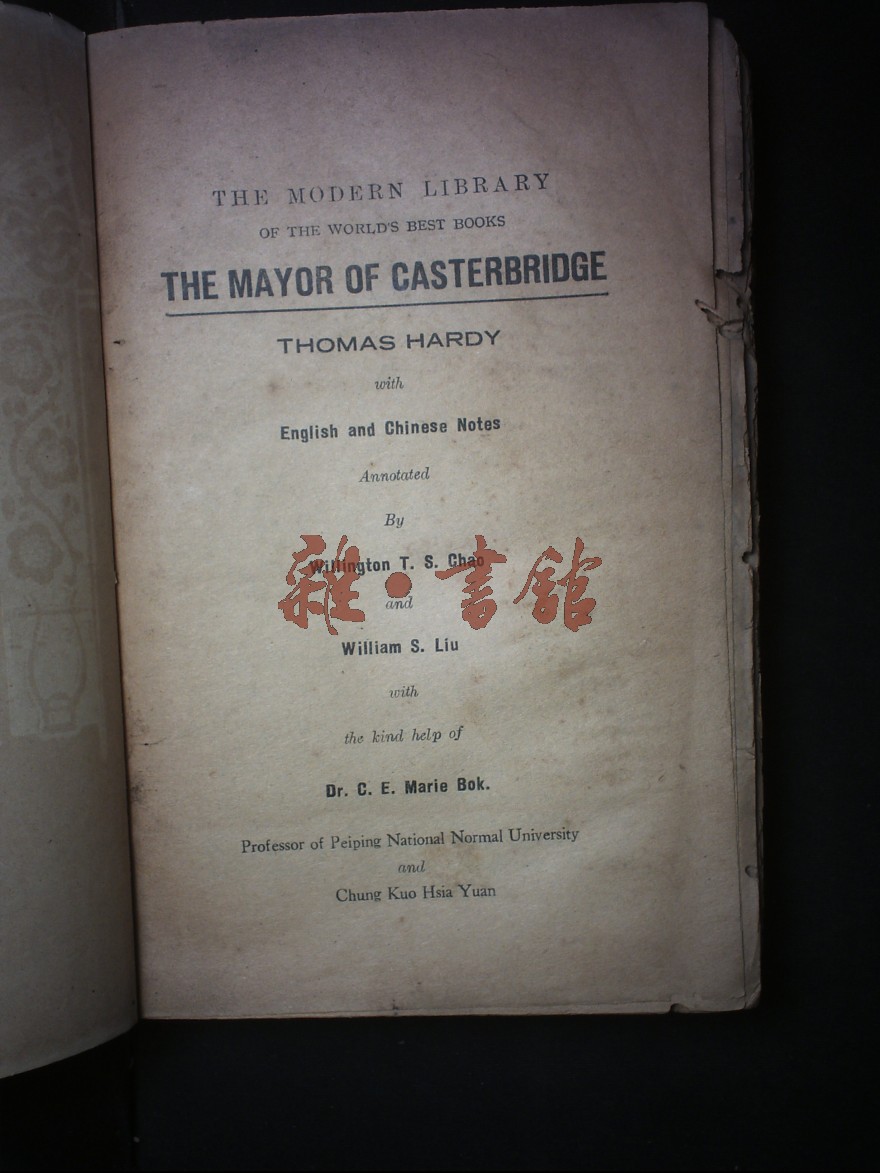 THE MODERN LIBRARY
OF THE WORLD'S BEST BOOKS
THE MAYOR OF CASTERBRIDGE
THOMAS HARDY
with
English and Chinese Notes
Annotated
By
Willington T. S. Chao
雜·書館
and
William S. Liu
with
the kind help of
Dr. C. E. Marie Bok.
Professor of Peiping National Normal University
and
Chung Kuo Hsia Yuan